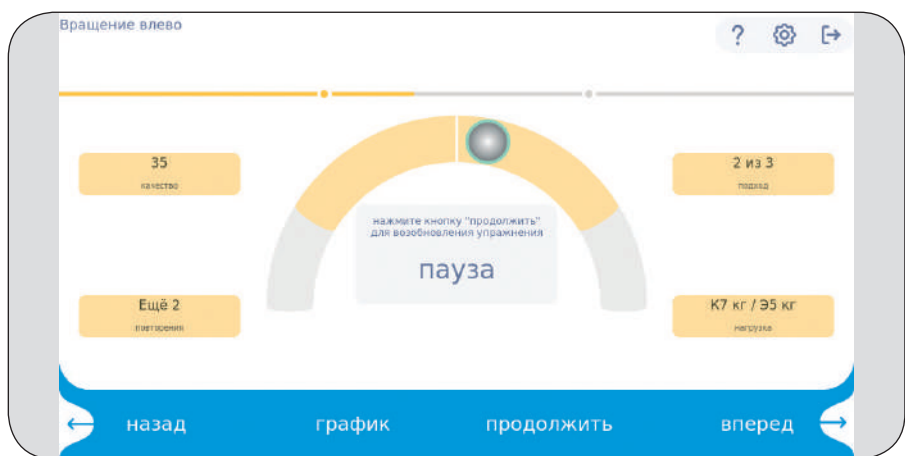 Вращение влево
?
35
качество
2 из 3
подход
нажмите кнопку "продолжить"
для возобновления упражнения
пауза
Ещё 2
повторения
К7 кг / Э5 кг
нагрузка
назад
график
продолжить
вперед